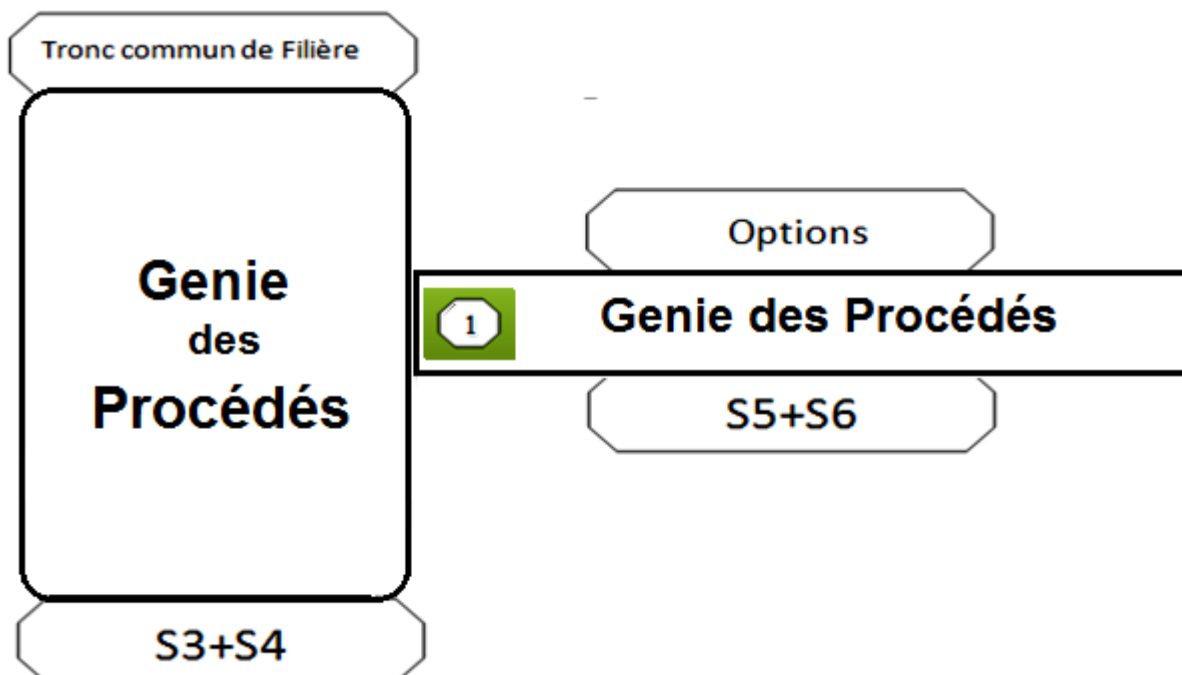 Tronc commun de Filière
Genie
des
Procédés
S3+S4
Options
1
Genie des Procédés
S5+S6